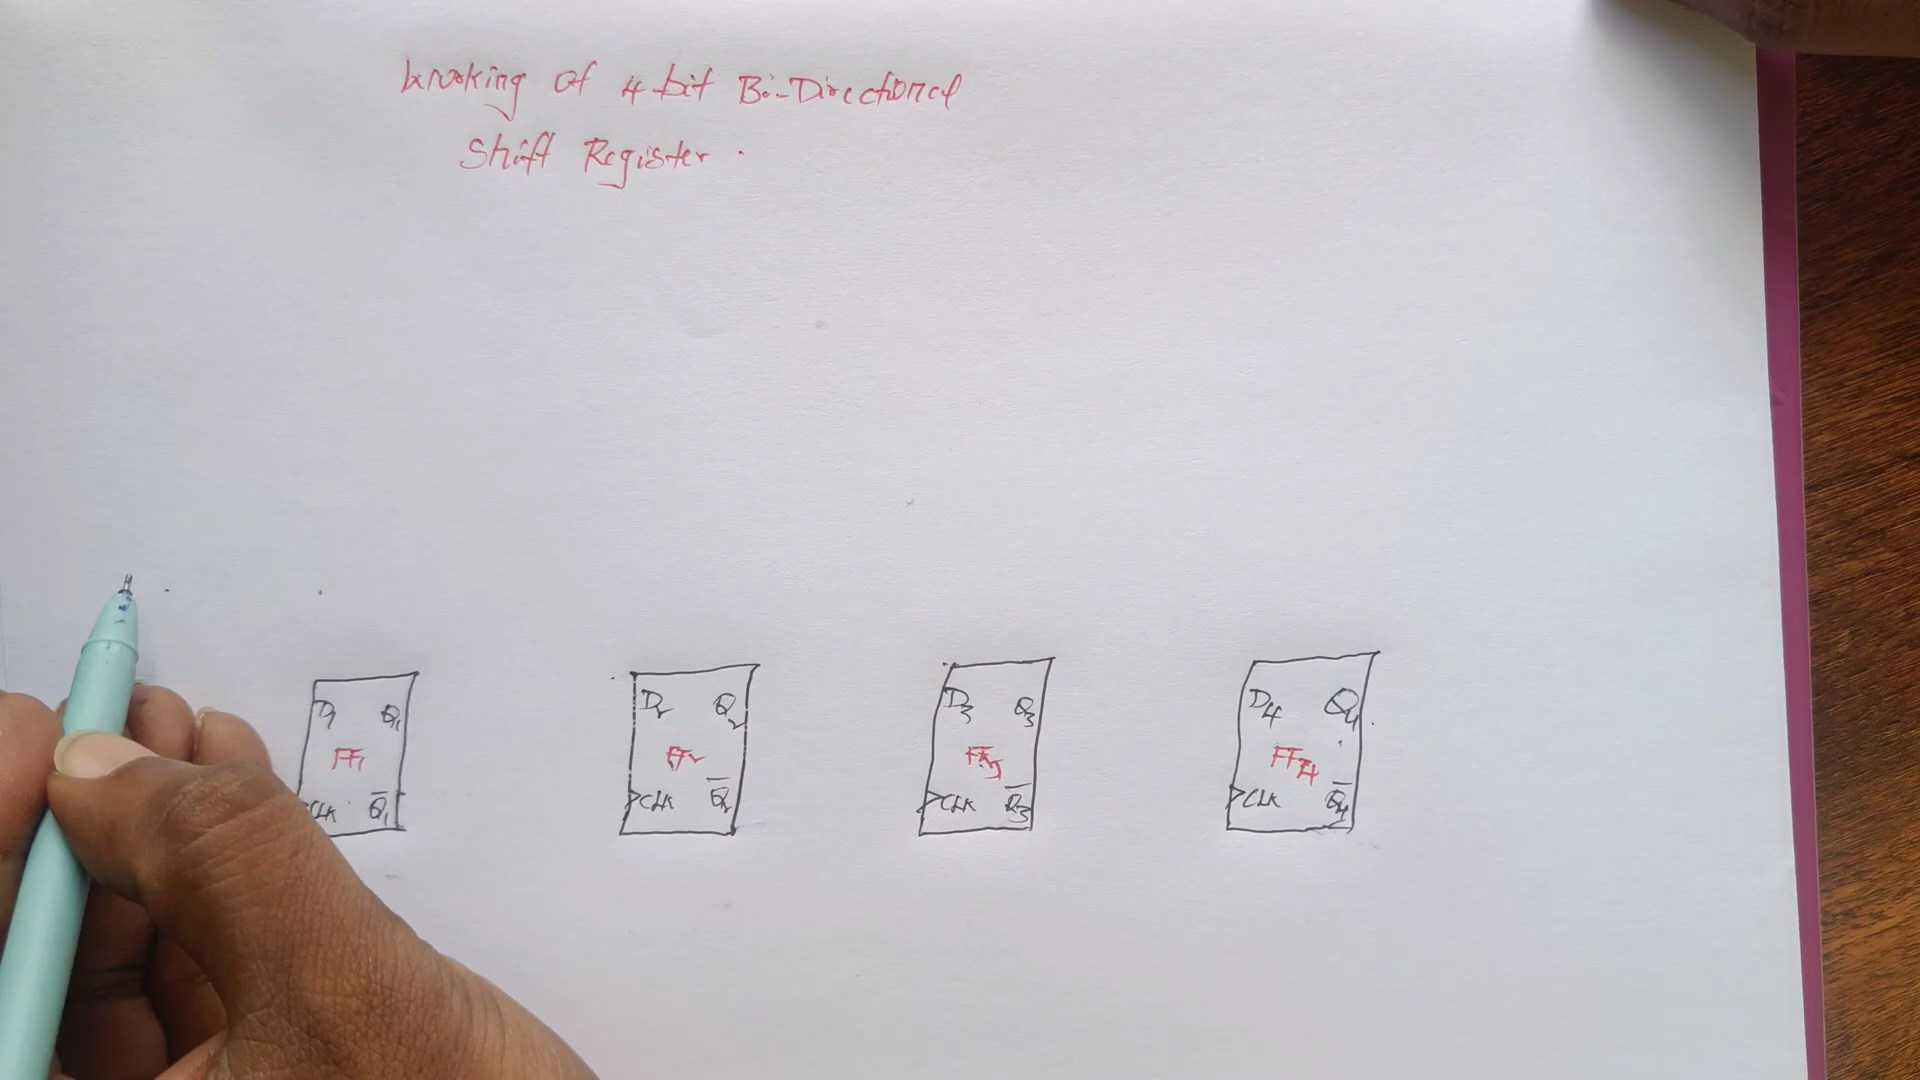 working of 4 bit Bi-Directional
Shift Register.
D1 Q1
FF1
CLK Q̅1
D2 Q2
FF2
CLK Q̅2
D3 Q3
FF3
CLK Q̅3
D4 Q4
FF4
CLK Q̅4